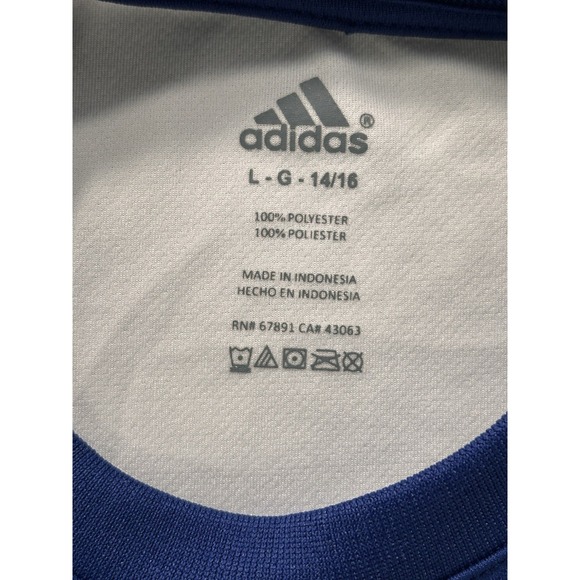 adidas®
L - G - 14/16
100% POLYESTER
100% POLIESTER
MADE IN INDONESIA
HECHO EN INDONESIA
RN# 67891 CA# 43063